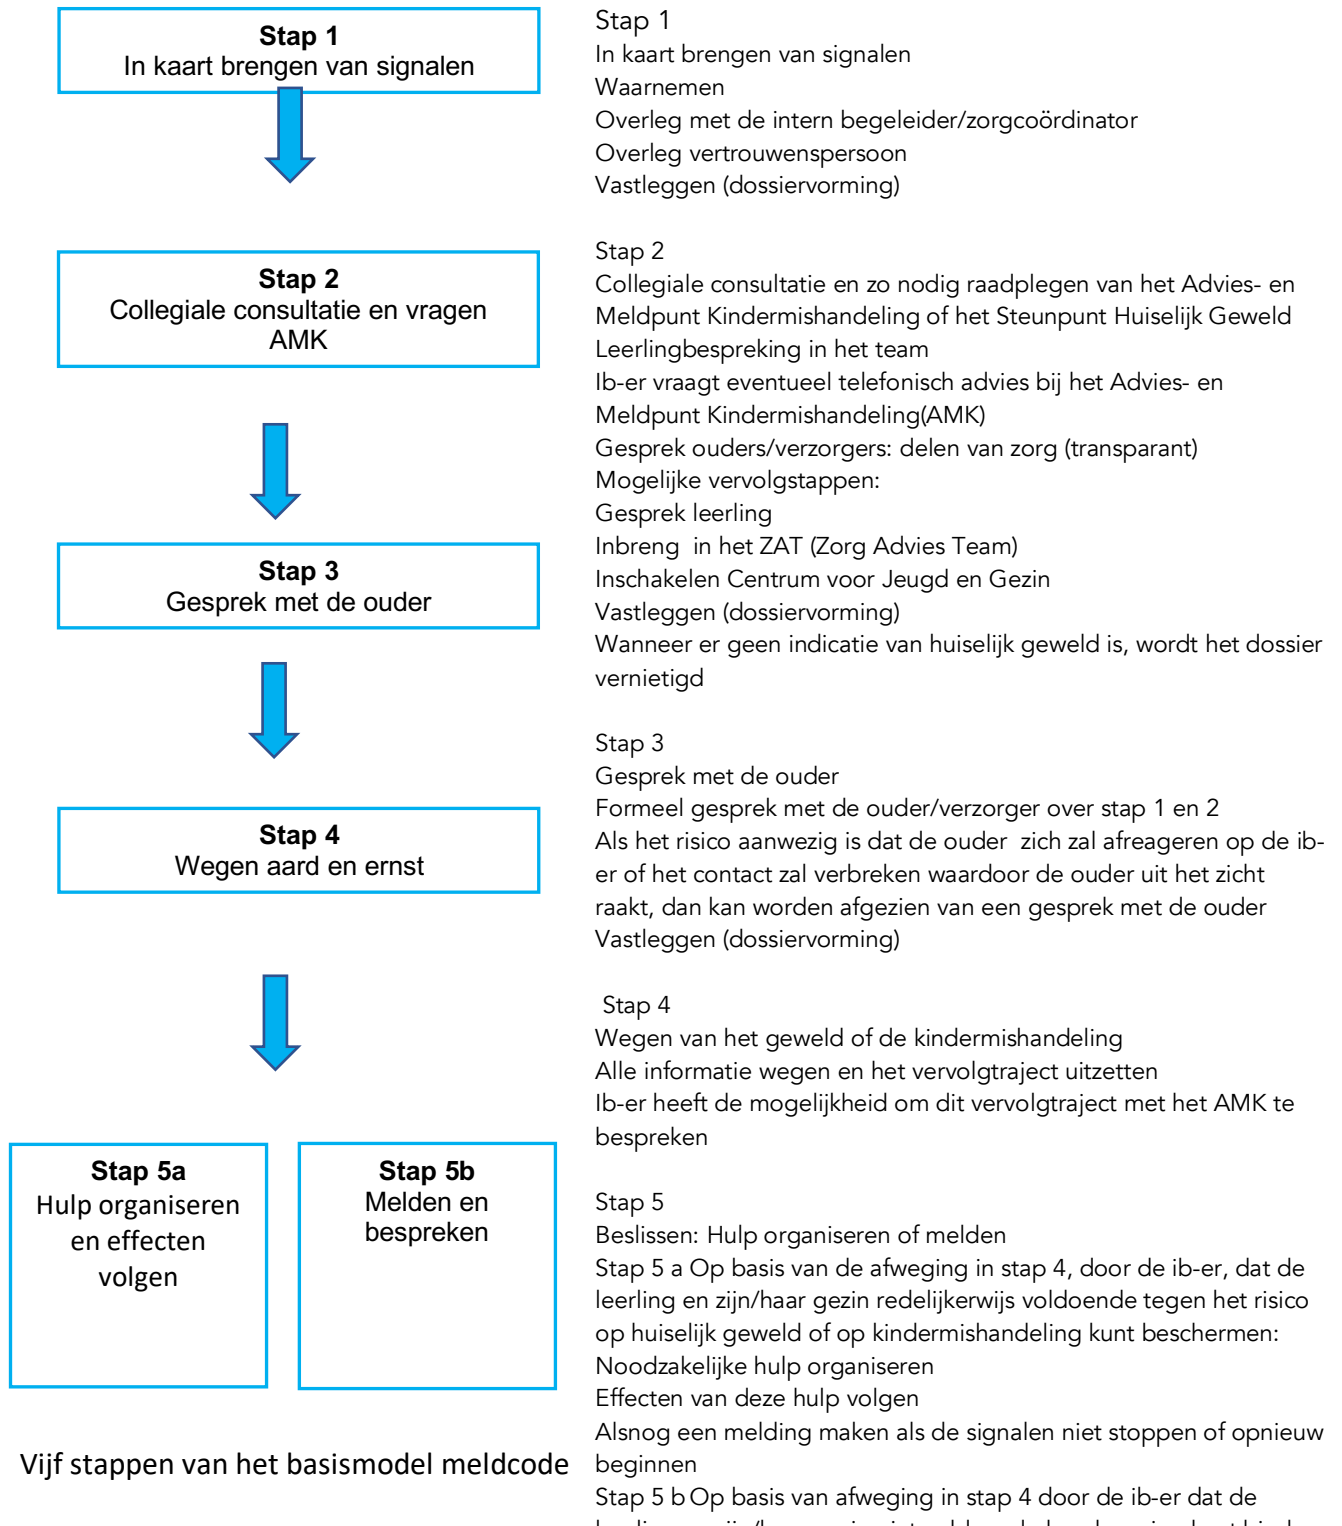 Stap 1
In kaart brengen van signalen
Stap 2
Collegiale consultatie en vragen
AMK
Stap 3
Gesprek met de ouder
Stap 4
Wegen aard en ernst
Stap 5a
Hulp organiseren
en effecten
volgen
Stap 5b
Melden en
bespreken
Vijf stappen van het basismodel meldcode
Stap 1
In kaart brengen van signalen
Waarnemen
Overleg met de intern begeleider/zorgcoördinator
Overleg vertrouwenspersoon
Vastleggen (dossiervorming)
Stap 2
Collegiale consultatie en zo nodig raadplegen van het Advies- en
Meldpunt Kindermishandeling of het Steunpunt Huiselijk Geweld
Leerlingbespreking in het team
Ib-er vraagt eventueel telefonisch advies bij het Advies- en
Meldpunt Kindermishandeling(AMK)
Gesprek ouders/verzorgers: delen van zorg (transparant)
Mogelijke vervolgstappen:
Gesprek leerling
Inbreng in het ZAT (Zorg Advies Team)
Inschakelen Centrum voor Jeugd en Gezin
Vastleggen (dossiervorming)
Wanneer er geen indicatie van huiselijk geweld is, wordt het dossier
vernietigd
Stap 3
Gesprek met de ouder
Formeel gesprek met de ouder/verzorger over stap 1 en 2
Als het risico aanwezig is dat de ouder zich zal afreageren op de ib-
er of het contact zal verbreken waardoor de ouder uit het zicht
raakt, dan kan worden afgezien van een gesprek met de ouder
Vastleggen (dossiervorming)
Stap 4
Wegen van het geweld of de kindermishandeling
Alle informatie wegen en het vervolgtraject uitzetten
Ib-er heeft de mogelijkheid om dit vervolgtraject met het AMK te
bespreken
Stap 5
Beslissen: Hulp organiseren of melden
Stap 5 a Op basis van de afweging in stap 4, door de ib-er, dat de
leerling en zijn/haar gezin redelijkerwijs voldoende tegen het risico
op huiselijk geweld of op kindermishandeling kunt beschermen:
Noodzakelijke hulp organiseren
Effecten van deze hulp volgen
Alsnog een melding maken als de signalen niet stoppen of opnieuw
beginnen
Stap 5 b Op basis van afweging in stap 4 door de ib-er dat de